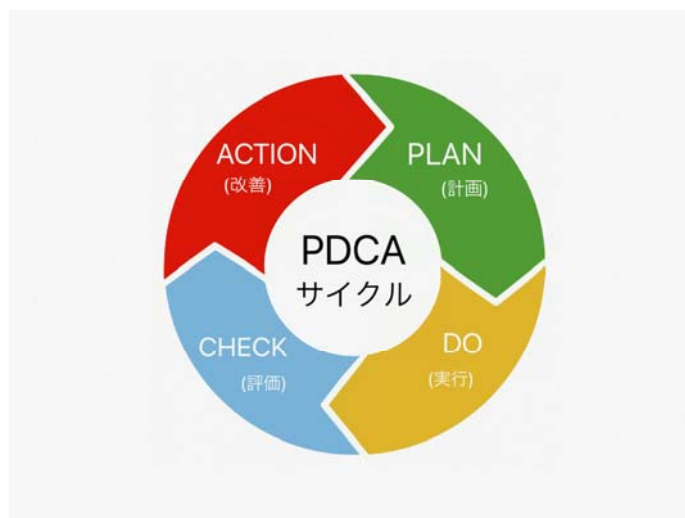 PDCA
サイクル
PLAN
(計画)
DO
(実行)
CHECK
(評価)
ACTION
(改善)